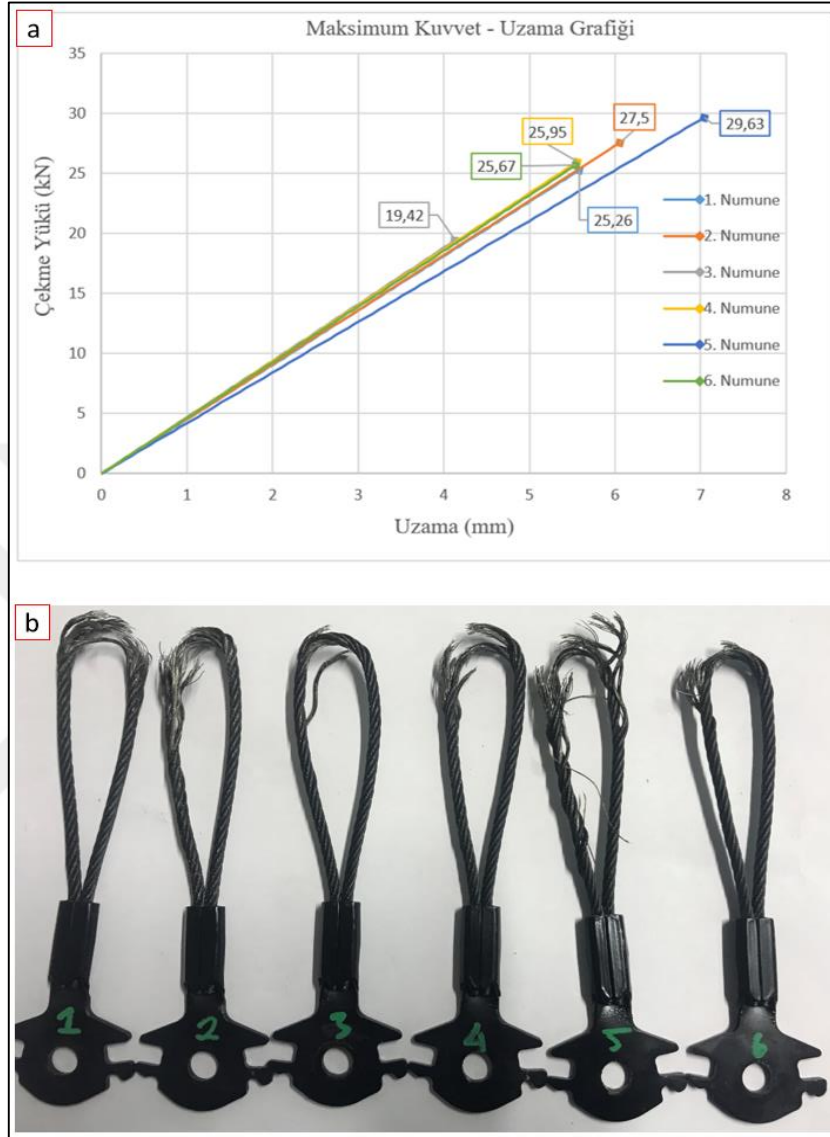 a
Maksimum Kuvvet - Uzama Grafiği
Çekme Yükü (kN)
35
30
25
20
15
10
5
0
29,63
27,5
25,95
25,67
25,26
19,42
1. Numune
2. Numune
3. Numune
4. Numune
5. Numune
6. Numune
0 1 2 3 4 5 6 7 8
Uzama (mm)
b
1 2 3 4 5 6